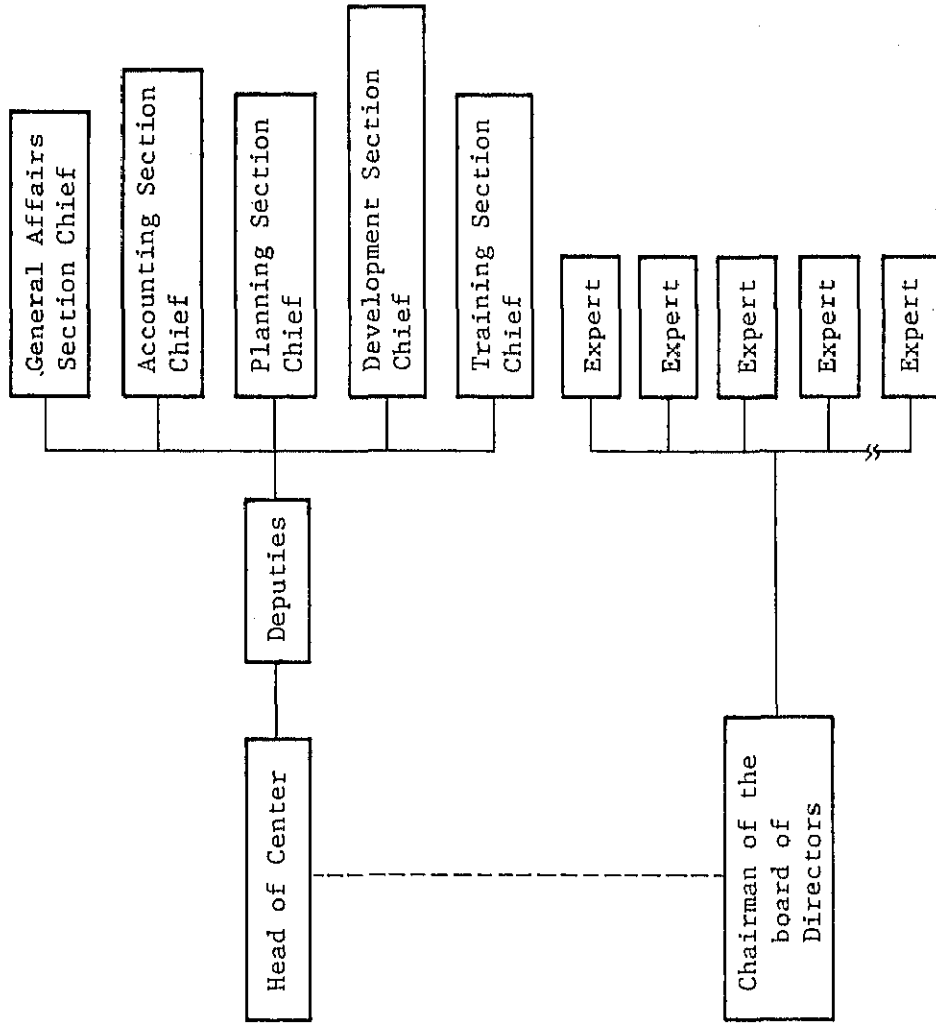 Head of Center
Deputies
General Affairs
Section Chief
Accounting Section
Chief
Planning Section
Chief
Development Section
Chief
Training Section
Chief
Chairman of the
board of
Directors
Expert
Expert
Expert
Expert
Expert